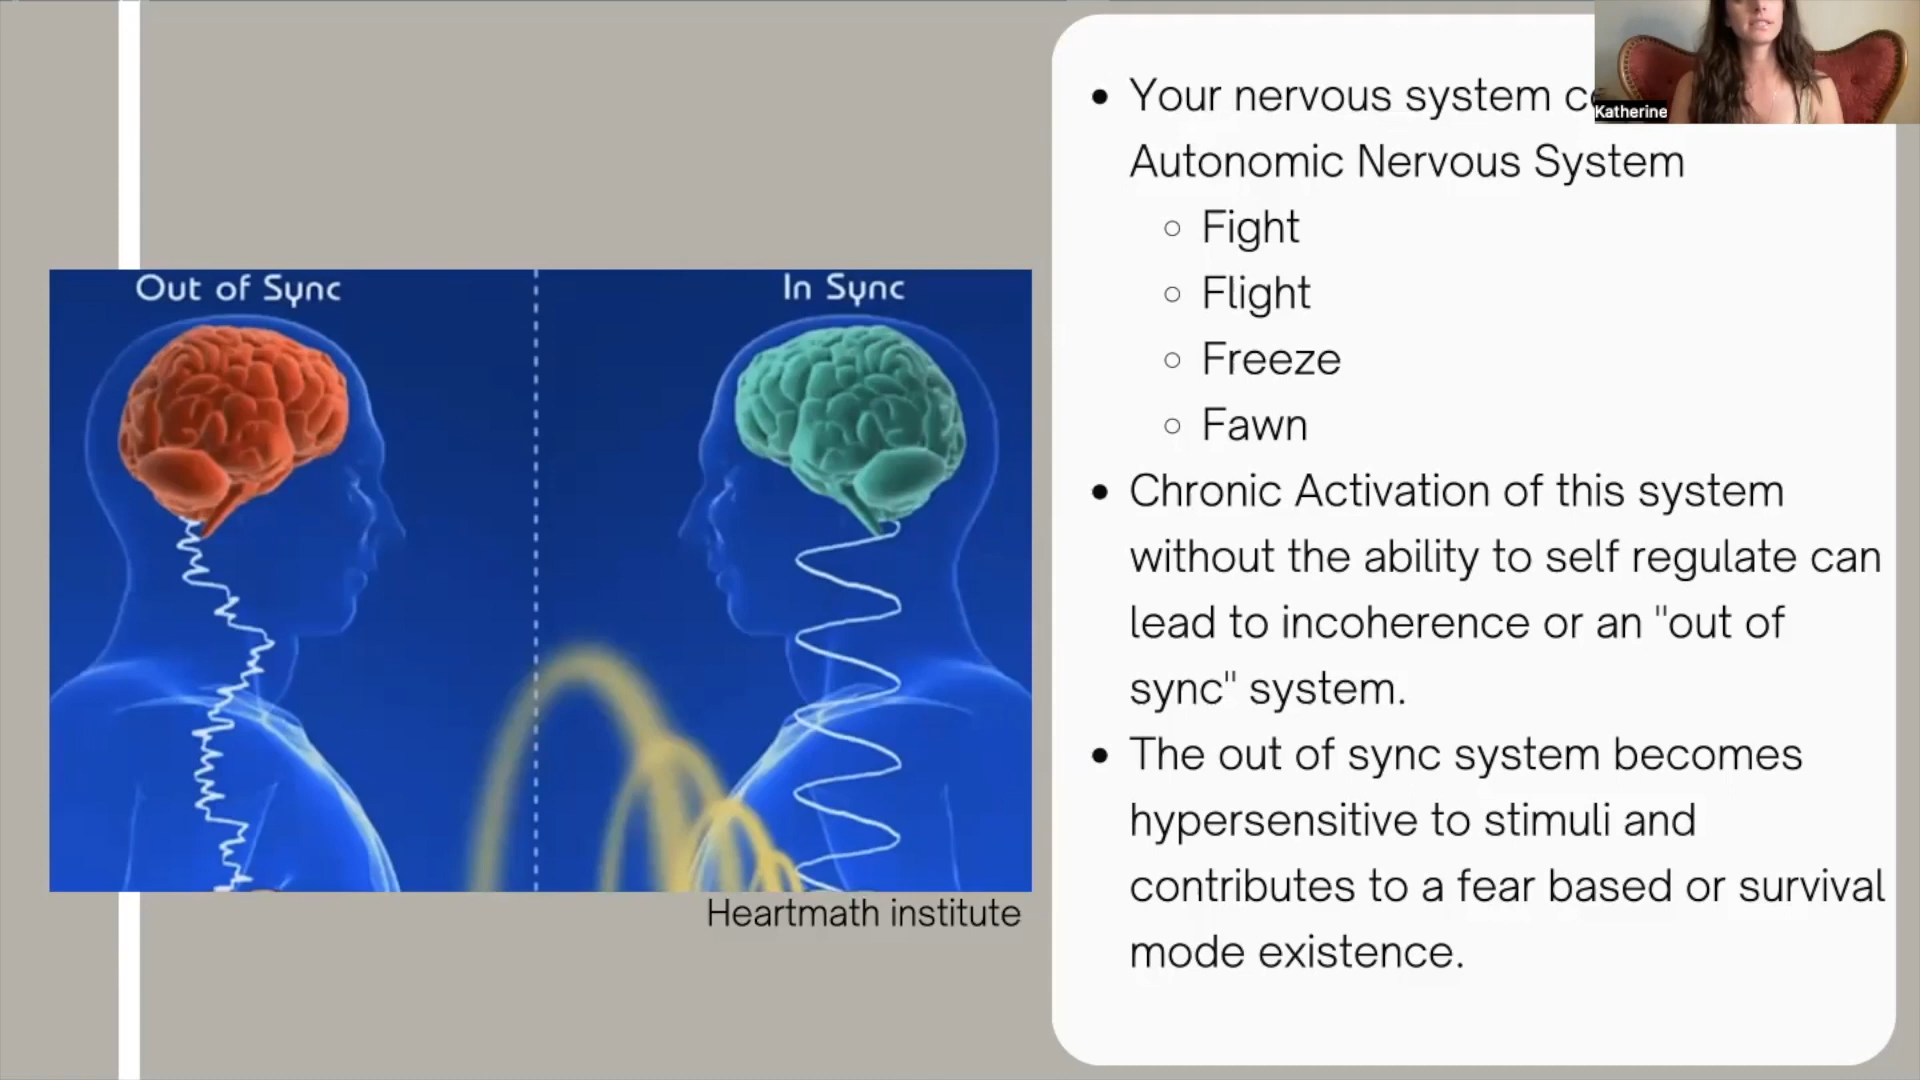 Out of Sync
In Sync
Heartmath institute
Your nervous system
Autonomic Nervous System
Fight
Flight
Freeze
Fawn
Chronic Activation of this system
without the ability to self regulate can
lead to incoherence or an "out of
sync" system.
The out of sync system becomes
hypersensitive to stimuli and
contributes to a fear based or survival
mode existence.
Katherine